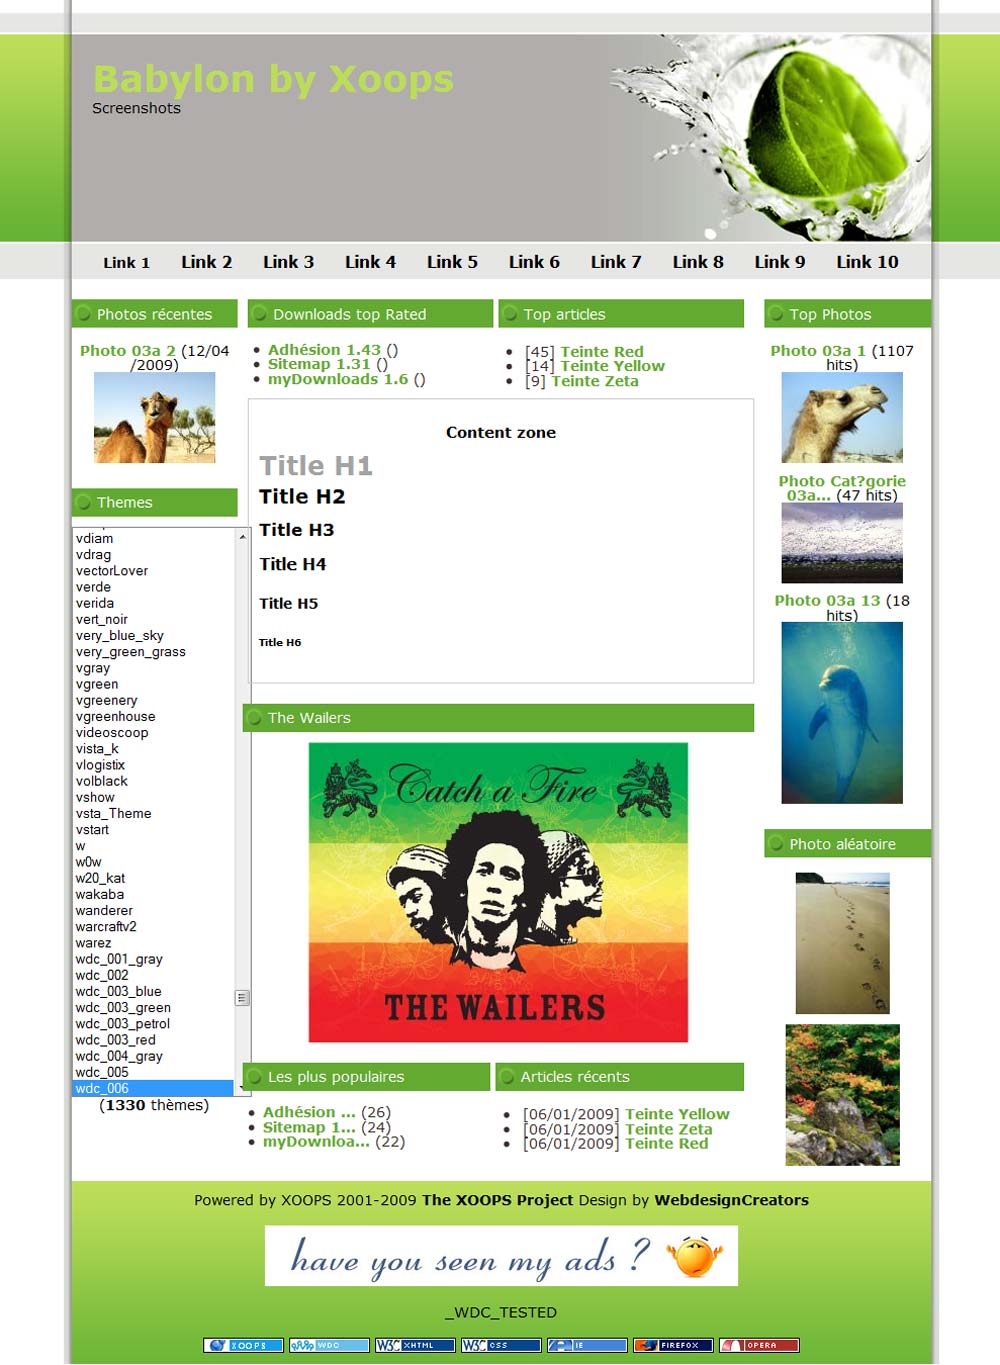 Babylon by Xoops
Screenshots
Link 1 Link 2 Link 3 Link 4 Link 5 Link 6 Link 7 Link 8 Link 9 Link 10
Photos récentes
Photo 03a 2 (12/04
/2009)
Themes
vdiam
vdrag
vectorLover
verde
verida
vert_noir
very_blue_sky
very_green_grass
vgray
vgreen
vgreenery
vgreenhouse
videoscoop
vista_k
vlogistix
volblack
vshow
vsta_Theme
vstart
w
w0w
w20_kat
wakaba
wanderer
warcraftv2
warez
wdc_001_gray
wdc_002
wdc_003_blue
wdc_003_green
wdc_003_petrol
wdc_003_red
wdc_004_gray
wdc_005
wdc_006
(1330 thèmes)
Downloads top Rated
Adhésion 1.43 ()
Sitemap 1.31 ()
myDownloads 1.6 ()
Top articles
[45] Teinte Red
[14] Teinte Yellow
[9] Teinte Zeta
Content zone
Title H1
Title H2
Title H3
Title H4
Title H5
Title H6
The Wailers
Catch a Fire
THE WAILERS
Les plus populaires
Adhésion ... (26)
Sitemap 1... (24)
myDownloa... (22)
Articles récents
[06/01/2009] Teinte Yellow
[06/01/2009] Teinte Zeta
[06/01/2009] Teinte Red
Top Photos
Photo 03a 1 (1107
hits)
Photo Cat?gorie
03a... (47 hits)
Photo 03a 13 (18
hits)
Photo aléatoire
Powered by XOOPS 2001-2009 The XOOPS Project Design by WebdesignCreators
have you seen my ads ?
_WDC_TESTED
XOOPS WDC W3C XHTML W3C CSS IE FIREFOX OPERA